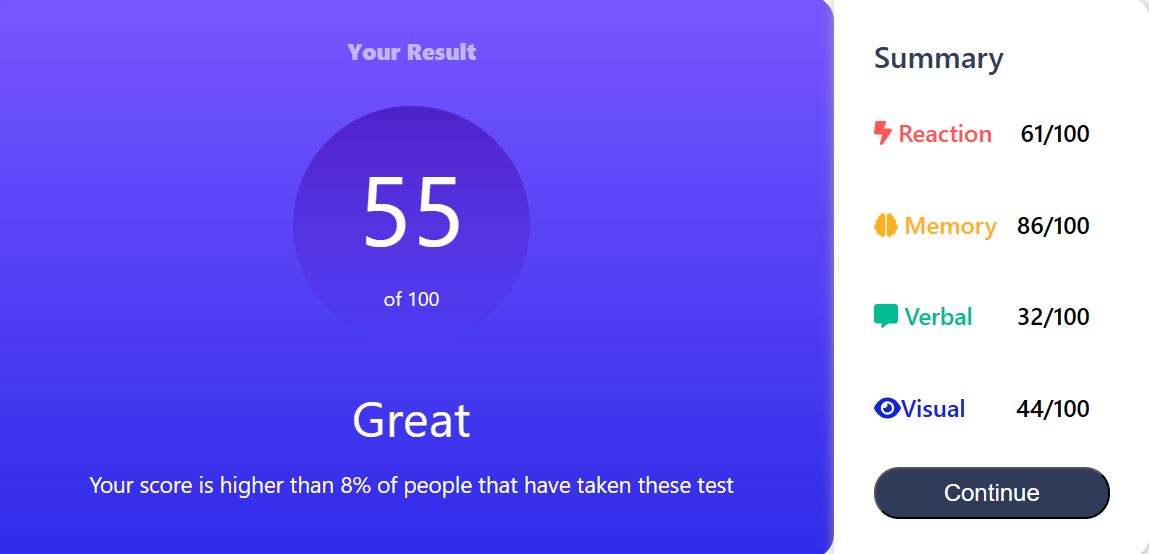 Your Result
55
of 100
Great
Your score is higher than 8% of people that have taken these test
Summary
Reaction 61/100
Memory 86/100
Verbal 32/100
Visual 44/100
Continue